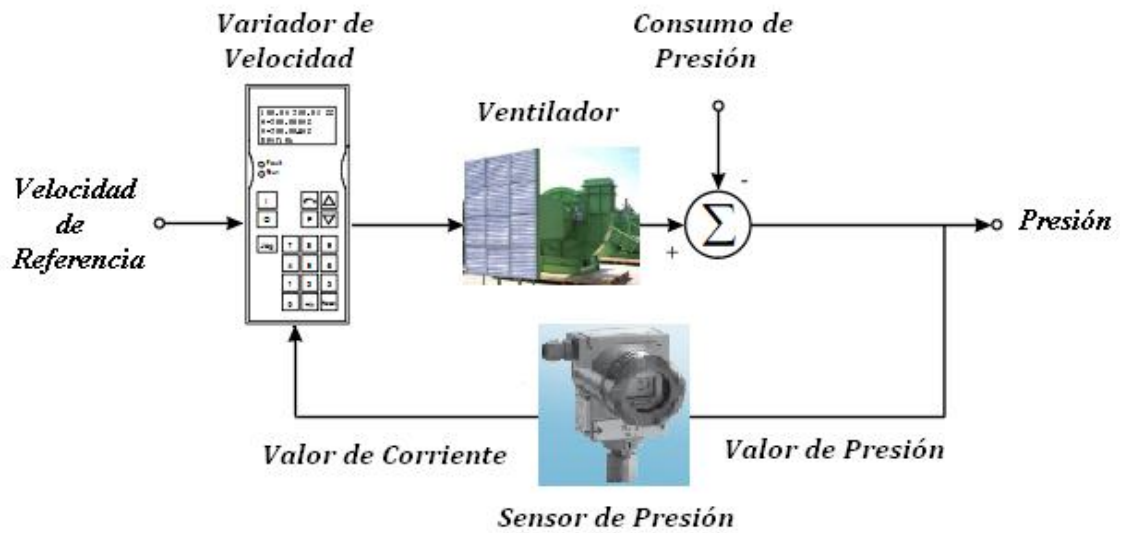 Variador de
Velocidad
Consumo de
Presión
Ventilador
-
Velocidad
de
Referencia
Σ
+
Presión
Valor de Corriente
Valor de Presión
Sensor de Presión